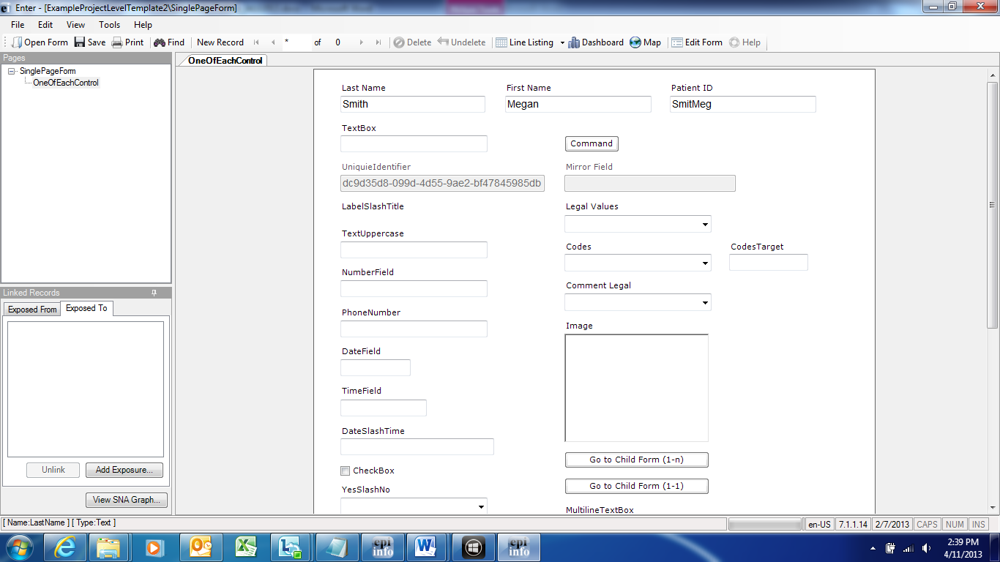 Enter - [ExampleProjectLevelTemplate2\SinglePageForm]
File Edit View Tools Help
Open Form Save Print Find New Record * of 0 Delete Undelete Line Listing Dashboard Map Edit Form Help
Pages
OneOfEachControl
SinglePageForm
OneOfEachControl
Last Name First Name Patient ID
Smith Megan SmitMeg
TextBox
Command
UniquieIdentifier Mirror Field
dc9d35d8-099d-4d55-9ae2-bf47845985db
LabelSlashTitle Legal Values
TextUppercase
Codes CodesTarget
NumberField
Comment Legal
PhoneNumber
Image
DateField
TimeField
DateSlashTime
CheckBox
Go to Child Form (1-n)
YesSlashNo
Go to Child Form (1-1)
MultilineTextBox
Linked Records
Exposed From Exposed To
Unlink Add Exposure...
View SNA Graph...
[ Name:LastName ] [ Type:Text ]
en-US 7.1.1.14 2/7/2013 CAPS NUM INS
epi info W epi info
2:39 PM
4/11/2013